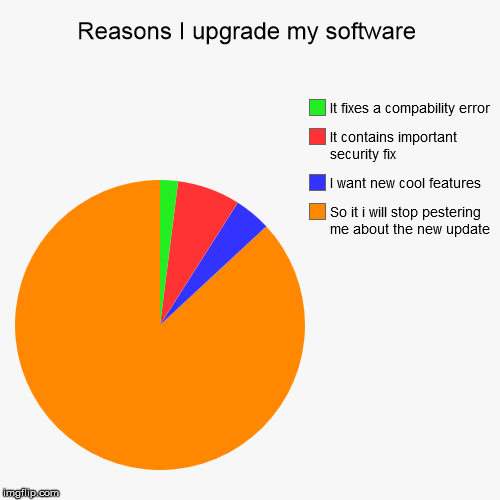 Reasons I upgrade my software
It fixes a compability error
It contains important
security fix
I want new cool features
So it i will stop pestering
me about the new update
imgflip.com